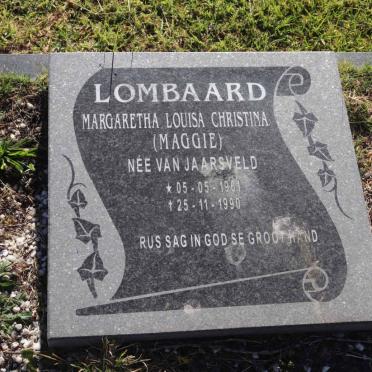 LOMBAARD
MARGARETHA LOUISA CHRISTINA
(MAGGIE)
NÉE VAN JAARSVELD
★ 05-05-1961
† 25-11-1990
RUS SAG IN GOD SE GROOT HAND